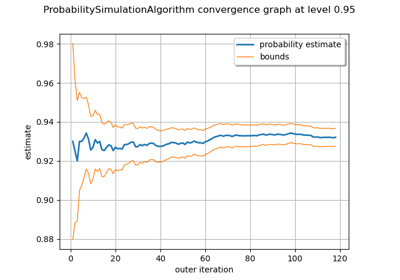 ProbabilitySimulationAlgorithm convergence graph at level 0.95
probability estimate
bounds
0.98
0.96
0.94
0.92
0.90
0.88
estimate
0
20
40
60
80
100
120
outer iteration